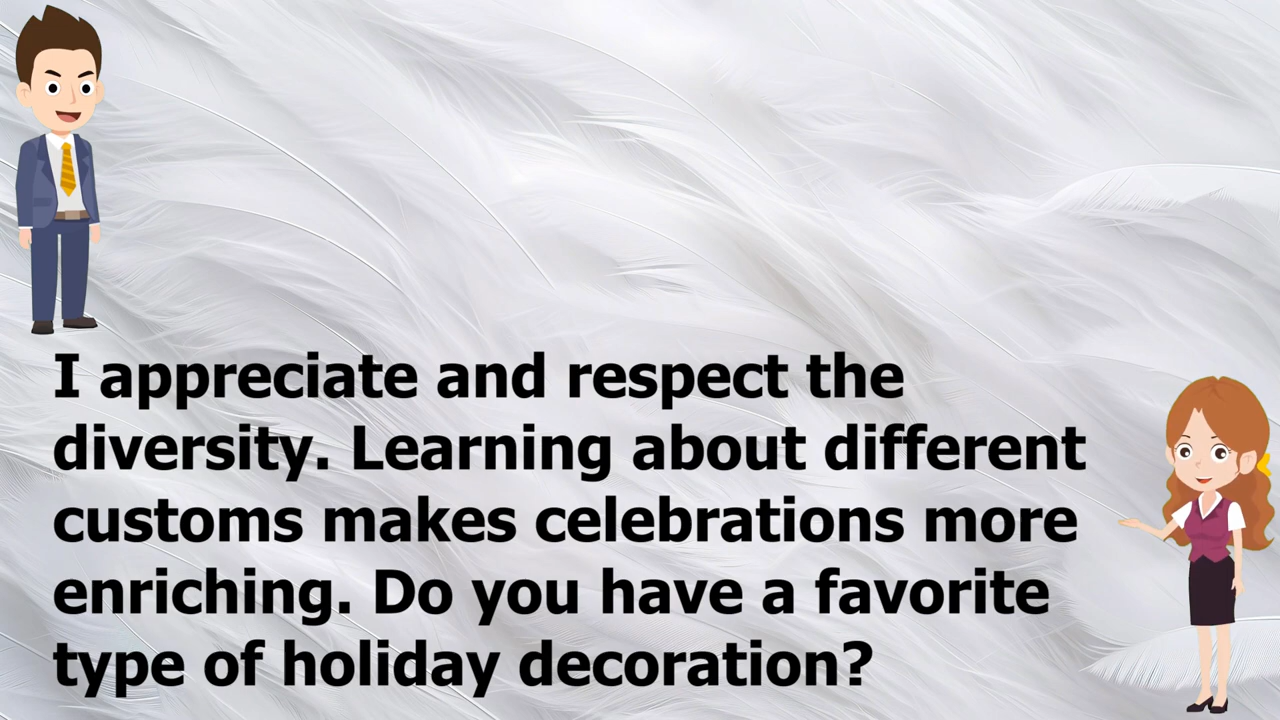 I appreciate and respect the
diversity. Learning about different
customs makes celebrations more
enriching. Do you have a favorite
type of holiday decoration?